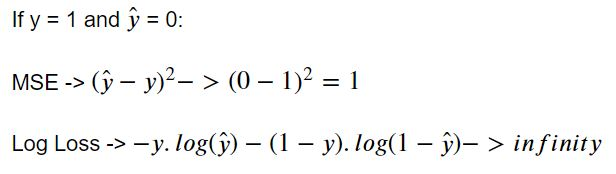 If y = 1 and ŷ = 0:
MSE -> (ŷ − y)²− > (0 − 1)² = 1
Log Loss -> −y. log(ŷ) − (1 − y). log(1 − ŷ)− > infinity